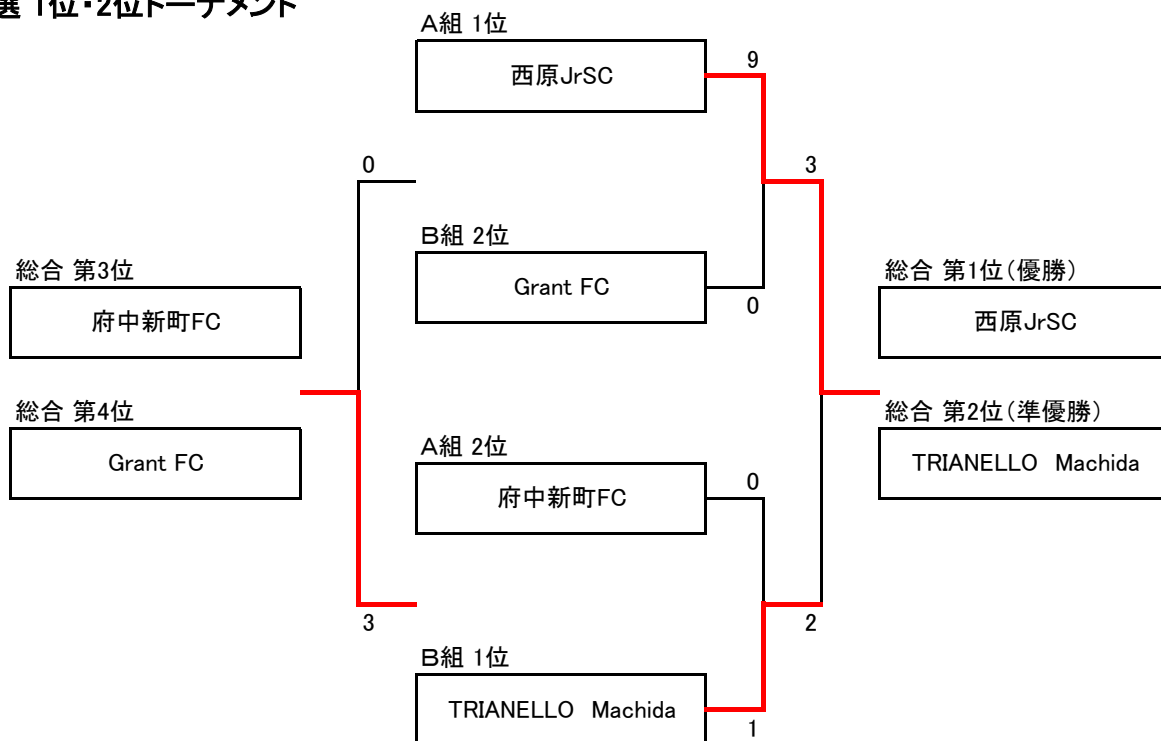 選 1位・2位トーナメント
A組 1位
西原JrSC
9
0
3
B組 2位
Grant FC
0
総合 第3位
府中新町FC
総合 第1位(優勝)
西原JrSC
総合 第4位
Grant FC
総合 第2位(準優勝)
TRIANELLO Machida
A組 2位
府中新町FC
0
3
2
B組 1位
TRIANELLO Machida
1